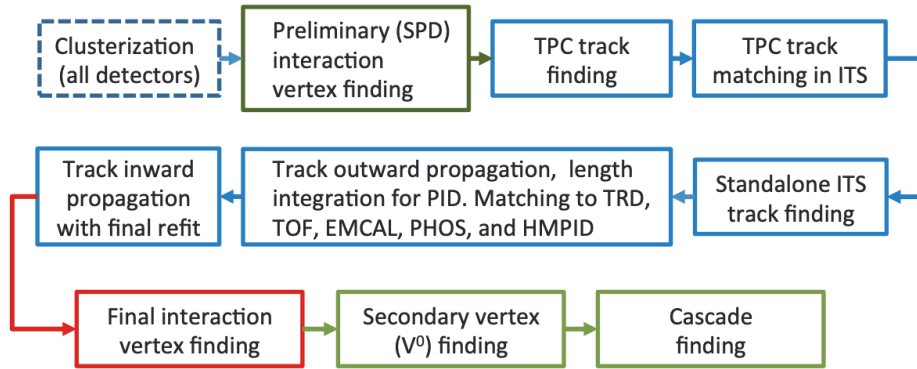 Clusterization
(all detectors)
Preliminary (SPD)
interaction
vertex finding
TPC track
finding
TPC track
matching in ITS
Standalone ITS
track finding
Track outward propagation, length
integration for PID. Matching to TRD,
TOF, EMCAL, PHOS, and HMPID
Track inward
propagation
with final refit
Final interaction
vertex finding
Secondary vertex
(V⁰) finding
Cascade
finding